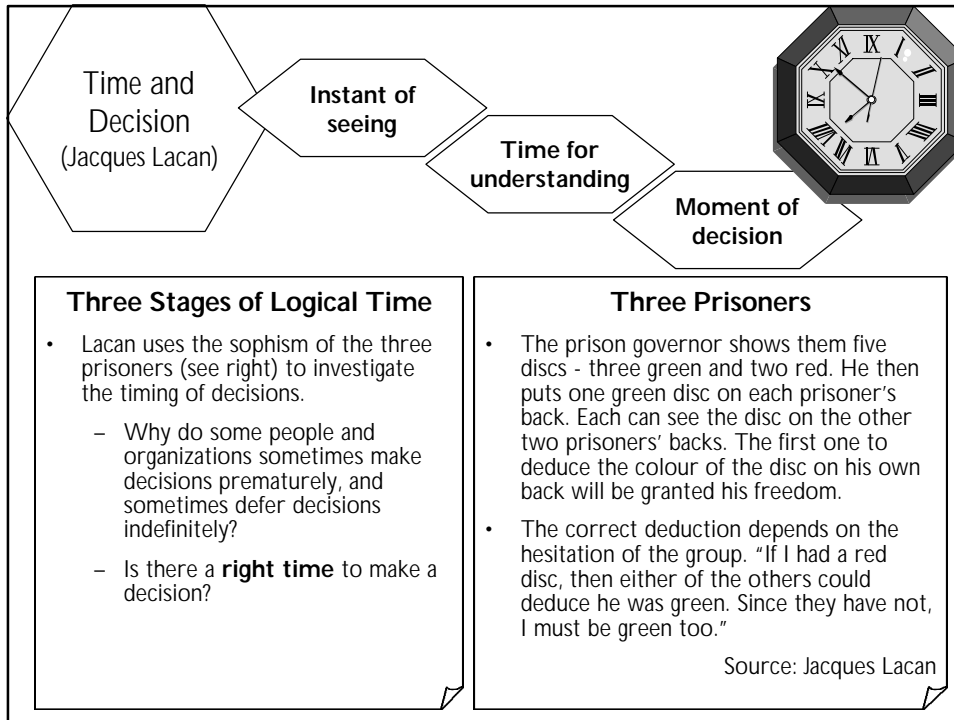 Time and
Decision
(Jacques Lacan)
Instant of
seeing
Time for
understanding
Moment of
decision
Three Stages of Logical Time
• Lacan uses the sophism of the three
prisoners (see right) to investigate
the timing of decisions.
– Why do some people and
organizations sometimes make
decisions prematurely, and
sometimes defer decisions
indefinitely?
– Is there a right time to make a
decision?
Three Prisoners
• The prison governor shows them five
discs - three green and two red. He then
puts one green disc on each prisoner’s
back. Each can see the disc on the other
two prisoners’ backs. The first one to
deduce the colour of the disc on his own
back will be granted his freedom.
• The correct deduction depends on the
hesitation of the group. “If I had a red
disc, then either of the others could
deduce he was green. Since they have not,
I must be green too.”
Source: Jacques Lacan